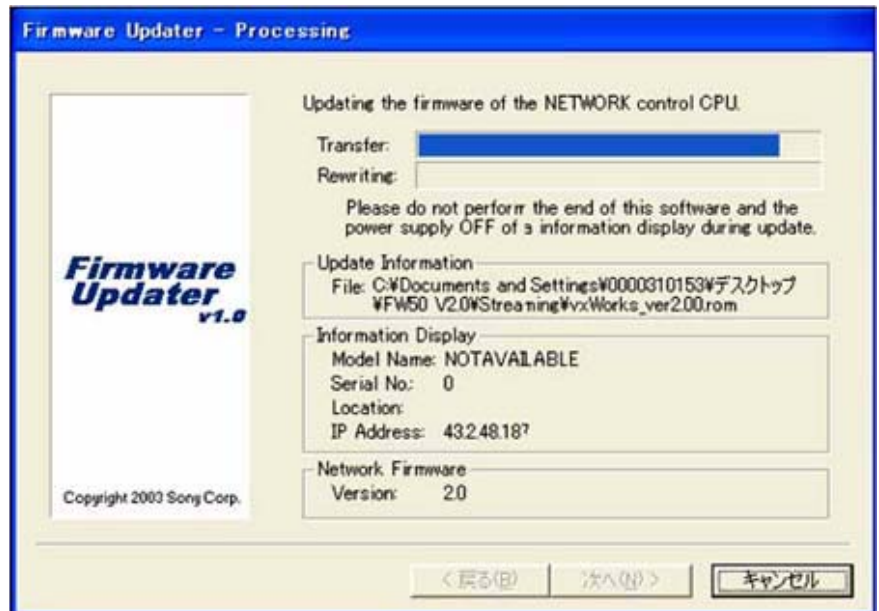 Firmware Updater - Processing
Updating the firmware of the NETWORK control CPU.
Transfer:
Rewriting:
Please do not perform the end of this software and the
power supply OFF of a information display during update.
Firmware
Updater
v1.0
Copyright 2003 Sony Corp.
Update Information
File: C:¥Documents and Settings¥0000310153¥デスクトップ
¥FW50 V2.0¥Streaming¥vxWorks_ver2.00.rom
Information Display
Model Name: NOTAVAILABLE
Serial No.: 0
Location:
IP Address: 43.2.48.187
Network Firmware
Version: 2.0
< 戻る(B)
次へ(N) >
キャンセル